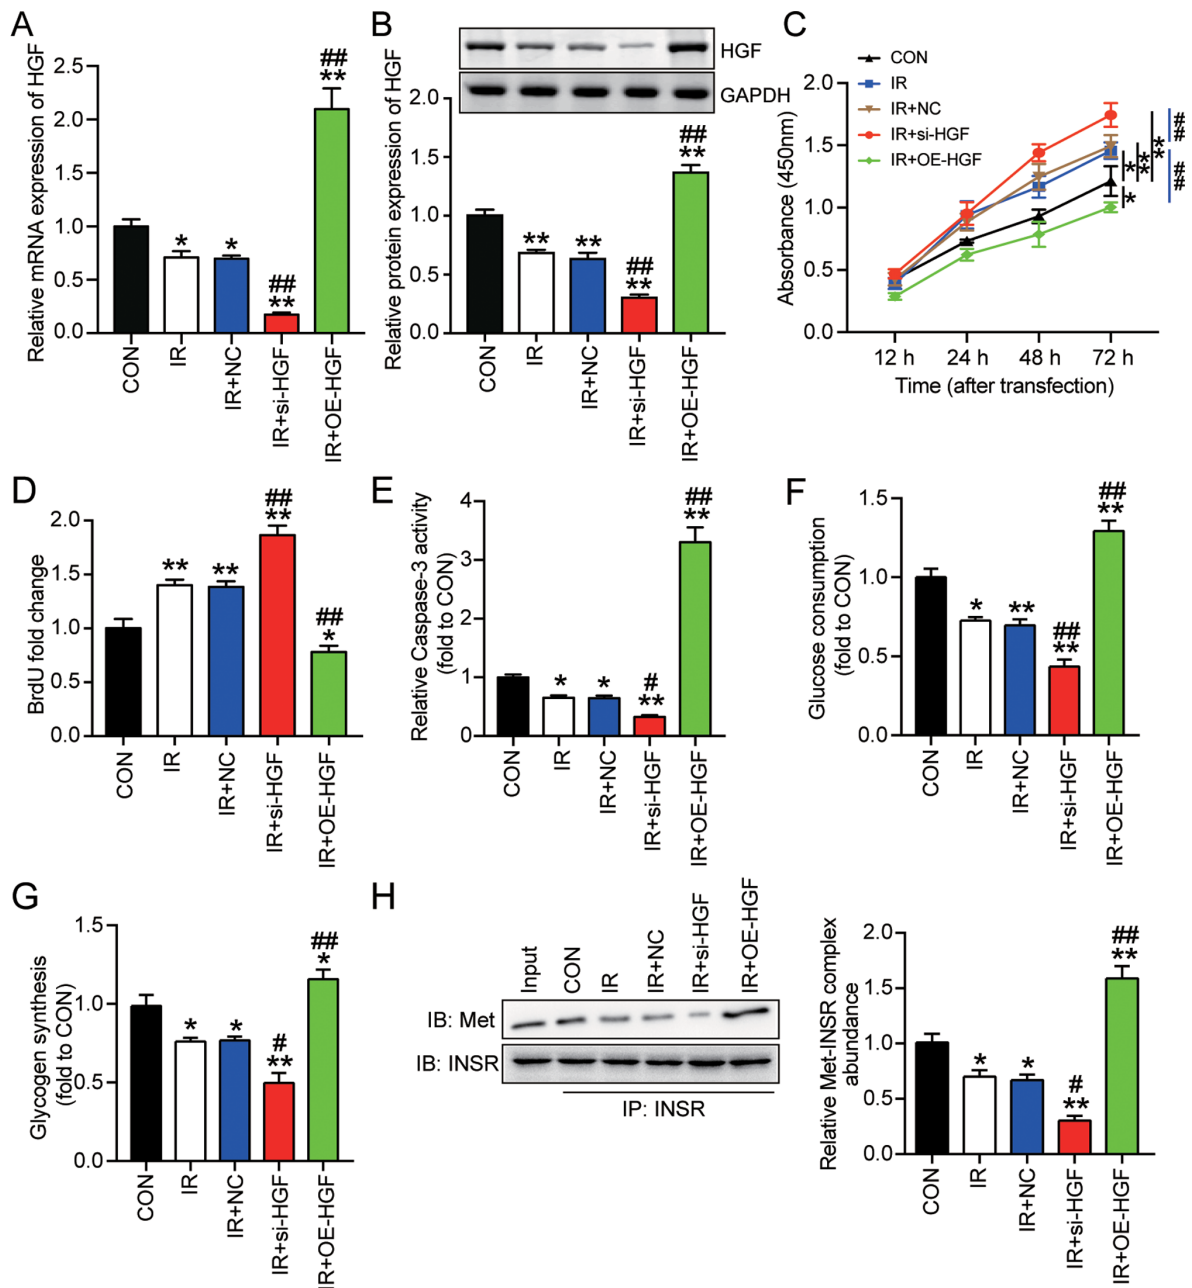 A
Relative mRNA expression of HGF
2.5
2.0
1.5
1.0
0.5
0.0
*
*
##
**
##
**
CON
IR
IR+NC
IR+si-HGF
IR+OE-HGF
B
HGF
GAPDH
Relative protein expression of HGF
2.0
1.5
1.0
0.5
0.0
**
**
##
**
##
**
CON
IR
IR+NC
IR+si-HGF
IR+OE-HGF
C
CON
IR
IR+NC
IR+si-HGF
IR+OE-HGF
Absorbance (450nm)
2.0
1.5
1.0
0.5
0.0
*
*
**
**
##
##
12 h
24 h
48 h
72 h
Time (after transfection)
D
BrdU fold change
2.0
1.5
1.0
0.5
0.0
**
**
##
**
##
*
CON
IR
IR+NC
IR+si-HGF
IR+OE-HGF
E
Relative Caspase-3 activity
(fold to CON)
4
3
2
1
0
*
*
#
**
##
**
CON
IR
IR+NC
IR+si-HGF
IR+OE-HGF
F
Glucose consumption
(fold to CON)
1.5
1.0
0.5
0.0
*
**
##
**
##
**
CON
IR
IR+NC
IR+si-HGF
IR+OE-HGF
G
Glycogen synthesis
(fold to CON)
1.5
1.0
0.5
0.0
*
*
#
**
##
*
CON
IR
IR+NC
IR+si-HGF
IR+OE-HGF
H
Input
CON
IR
IR+NC
IR+si-HGF
IR+OE-HGF
IB: Met
IB: INSR
IP: INSR
Relative Met-INSR complex
abundance
2.0
1.5
1.0
0.5
0.0
*
*
#
**
##
**
CON
IR
IR+NC
IR+si-HGF
IR+OE-HGF